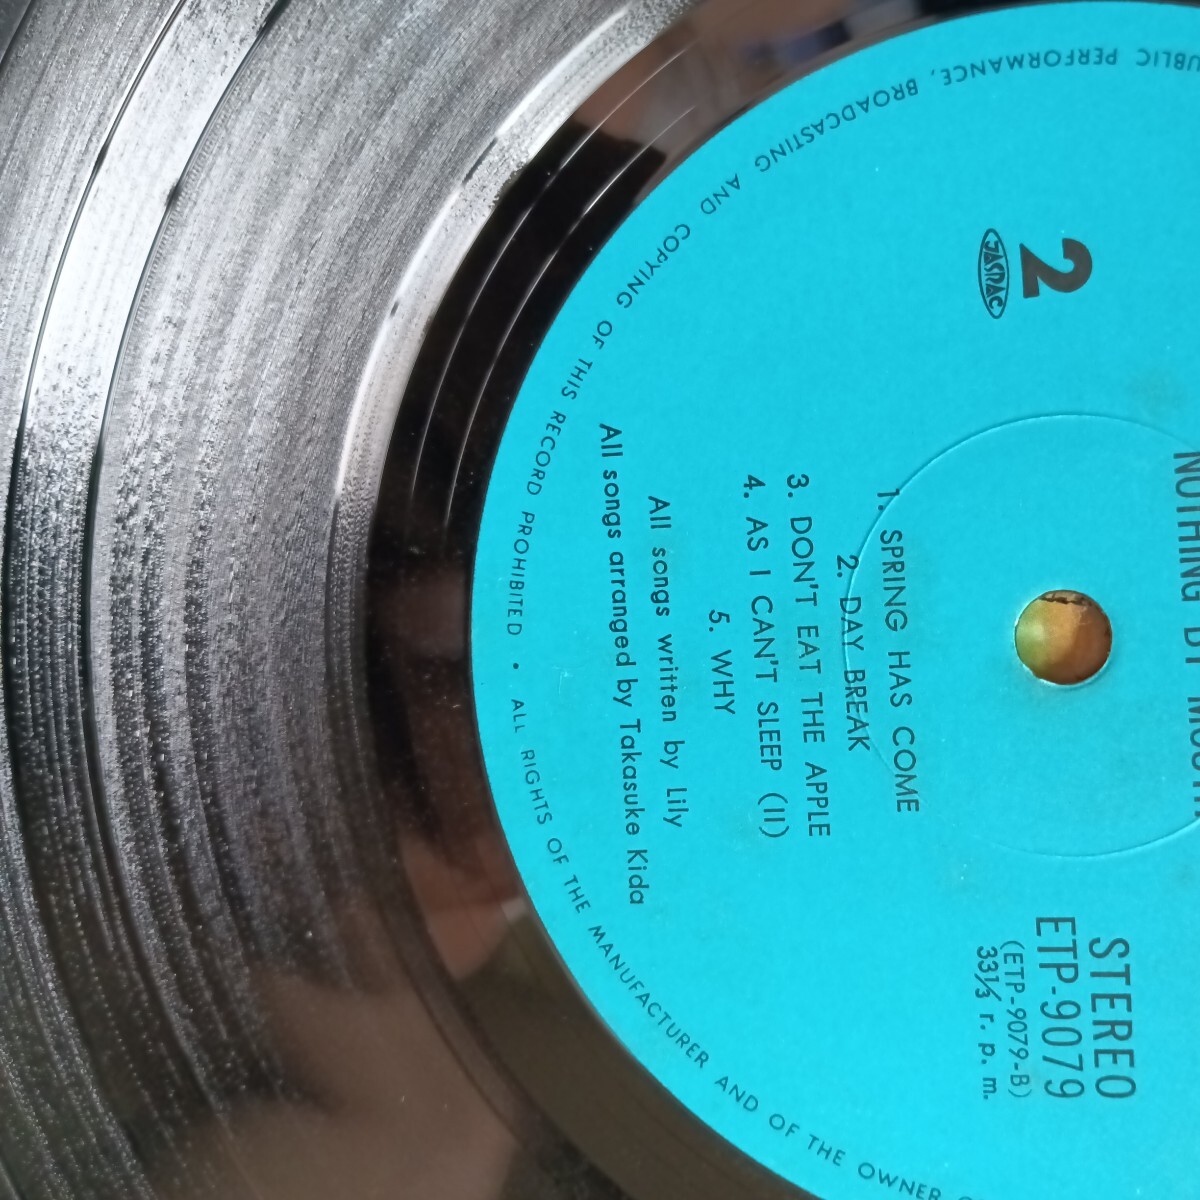 NOTHING BY
2
JASRAC
STEREO
ETP-9079
(ETP-9079-B)
33⅓ r. p. m.
1. SPRING HAS COME
2. DAY BREAK
3. DON'T EAT THE APPLE
4. AS I CAN'T SLEEP (II)
5. WHY
All songs written by Lily
All songs arranged by Takasuke Kida
ALL RIGHTS OF THE MANUFACTURER AND OF THE OWNER
PERFORMANCE, BROADCASTING AND COPYING OF THIS RECORD PROHIBITED •